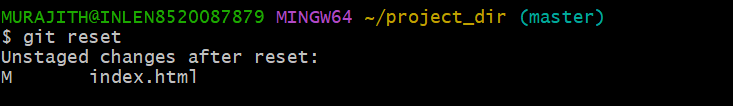 MURAJITH@INLEN8520087879 MINGW64 ~/project_dir (master)
$ git reset
Unstaged changes after reset:
M       index.html